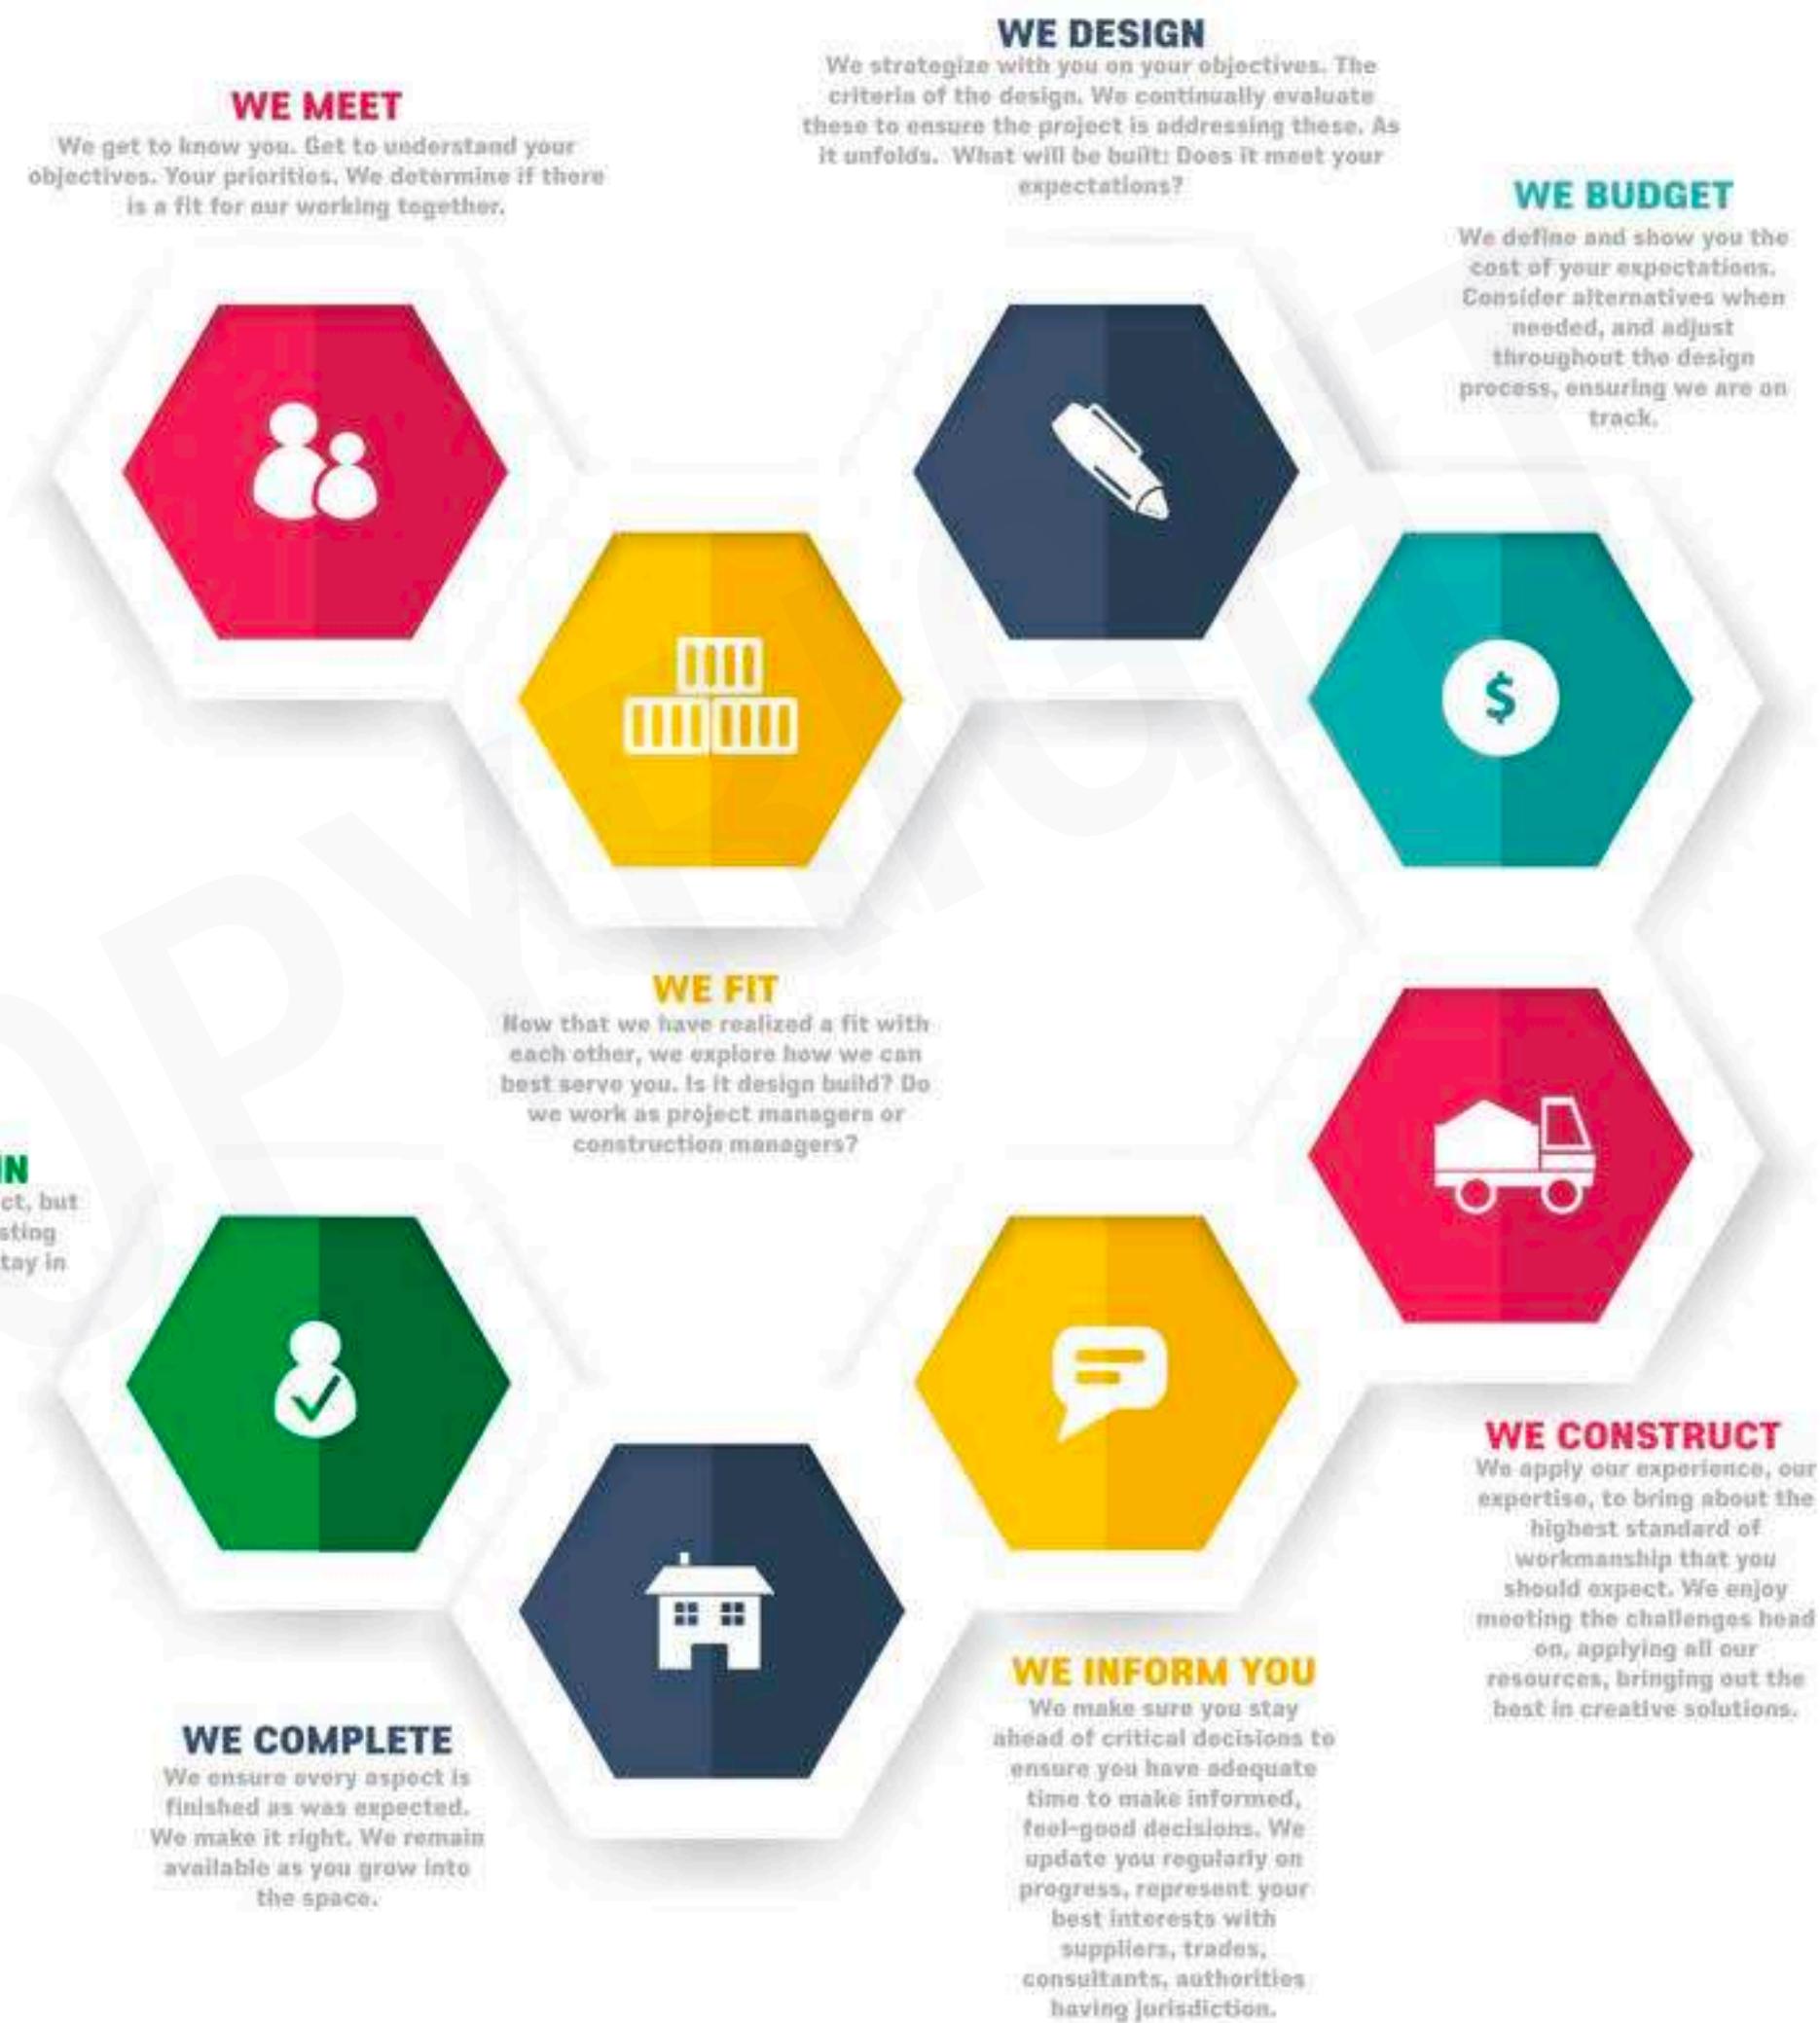 WE MEET
We get to know you. Get to understand your
objectives. Your priorities. We determine if there
is a fit for our working together.
WE DESIGN
We strategize with you on your objectives. The
criteria of the design. We continually evaluate
these to ensure the project is addressing these. As
it unfolds. What will be built: Does it meet your
expectations?
WE BUDGET
We define and show you the
cost of your expectations.
Consider alternatives when
needed, and adjust
throughout the design
process, ensuring we are on
track.
$
WE FIT
Now that we have realized a fit with
each other, we explore how we can
best serve you. Is it design build? Do
we work as project managers or
construction managers?
WE CONSTRUCT
We apply our experience, our
expertise, to bring about the
highest standard of
workmanship that you
should expect. We enjoy
meeting the challenges head
on, applying all our
resources, bringing out the
best in creative solutions.
WE INFORM YOU
We make sure you stay
ahead of critical decisions to
ensure you have adequate
time to make informed,
feel-good decisions. We
update you regularly on
progress, represent your
best interests with
suppliers, trades,
consultants, authorities
having jurisdiction.
WE COMPLETE
We ensure every aspect is
finished as was expected.
We make it right. We remain
available as you grow into
the space.
IN
ct, but
sting
tay in
OPYRIGHT